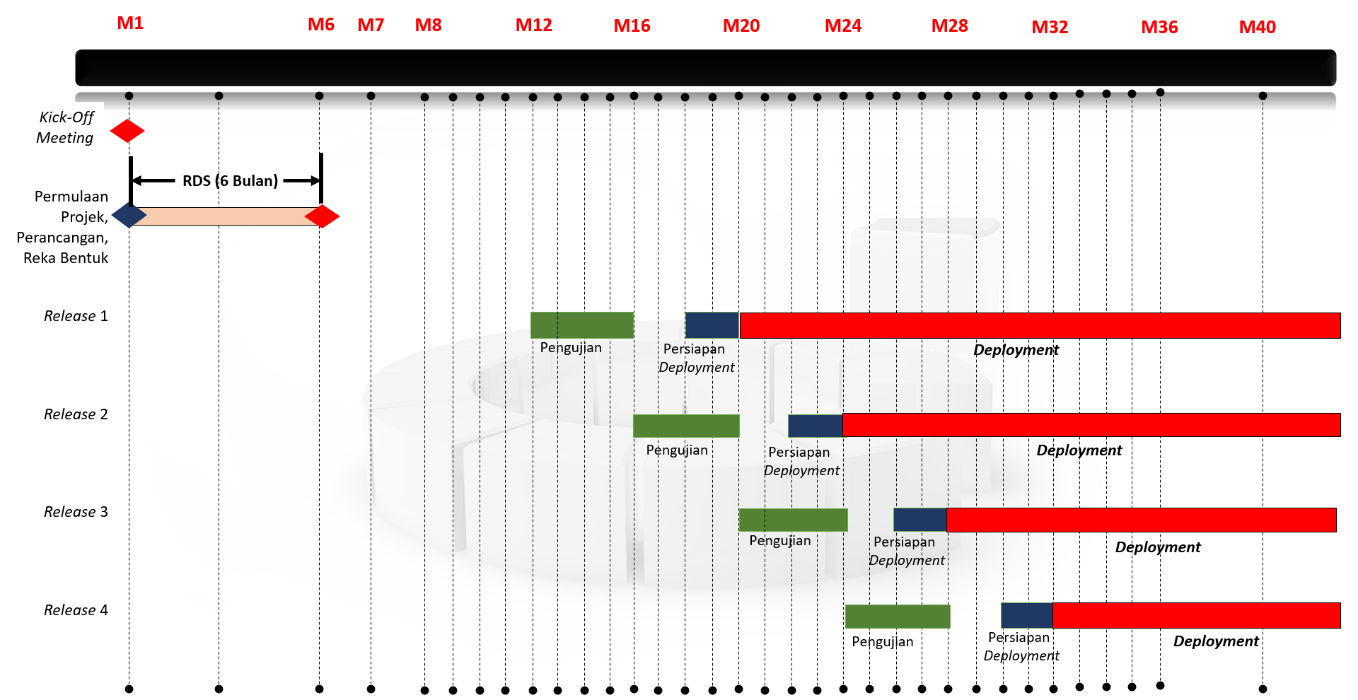 M1 M6 M7 M8 M12 M16 M20 M24 M28 M32 M36 M40
Kick-Off
Meeting
RDS (6 Bulan)
Permulaan
Projek,
Perancangan,
Reka Bentuk
Release 1
Pengujian
Persiapan
Deployment
Deployment
Release 2
Pengujian
Persiapan
Deployment
Deployment
Release 3
Pengujian
Persiapan
Deployment
Deployment
Release 4
Pengujian
Persiapan
Deployment
Deployment